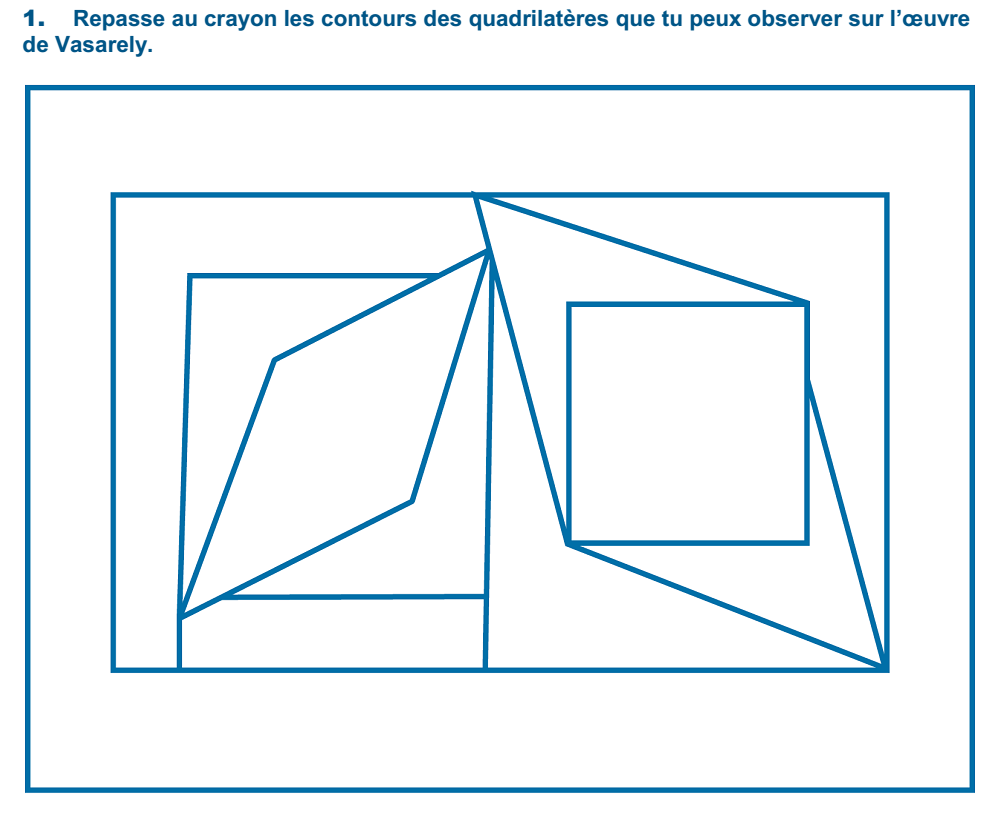 1. Repasse au crayon les contours des quadrilatères que tu peux observer sur l’œuvre
de Vasarely.